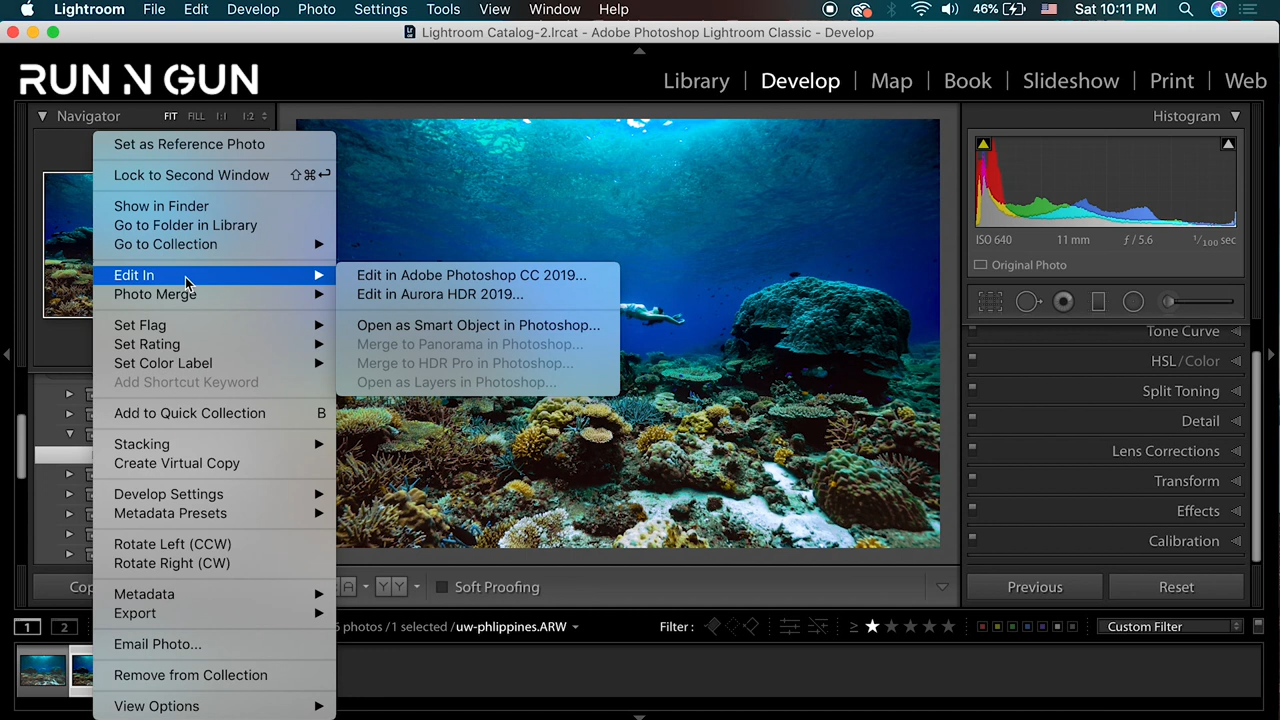 Lightroom File Edit Develop Photo Settings Tools View Window Help 46% Sat 10:11 PM
Lightroom Catalog-2.lrcat - Adobe Photoshop Lightroom Classic - Develop
RUN N GUN
Library | Develop | Map | Book | Slideshow | Print | Web
Navigator FIT FILL 1:1 1:2
Histogram
Set as Reference Photo
Lock to Second Window ⇧⌘↩
Show in Finder
Go to Folder in Library
Go to Collection
Edit In
Photo Merge
Set Flag
Set Rating
Set Color Label
Add Shortcut Keyword
Add to Quick Collection B
Stacking
Create Virtual Copy
Develop Settings
Metadata Presets
Rotate Left (CCW)
Rotate Right (CW)
Metadata
Export
Email Photo...
Remove from Collection
View Options
Edit in Adobe Photoshop CC 2019...
Edit in Aurora HDR 2019...
Open as Smart Object in Photoshop...
Merge to Panorama in Photoshop...
Merge to HDR Pro in Photoshop...
Open as Layers in Photoshop...
ISO 640 11 mm ƒ / 5.6 1/100 sec
Original Photo
Tone Curve
HSL / Color
Split Toning
Detail
Lens Corrections
Transform
Effects
Calibration
Previous Reset
Cop
A Y Y Soft Proofing
1 2
photos / 1 selected / uw-phlippines.ARW Filter : ≥ Custom Filter